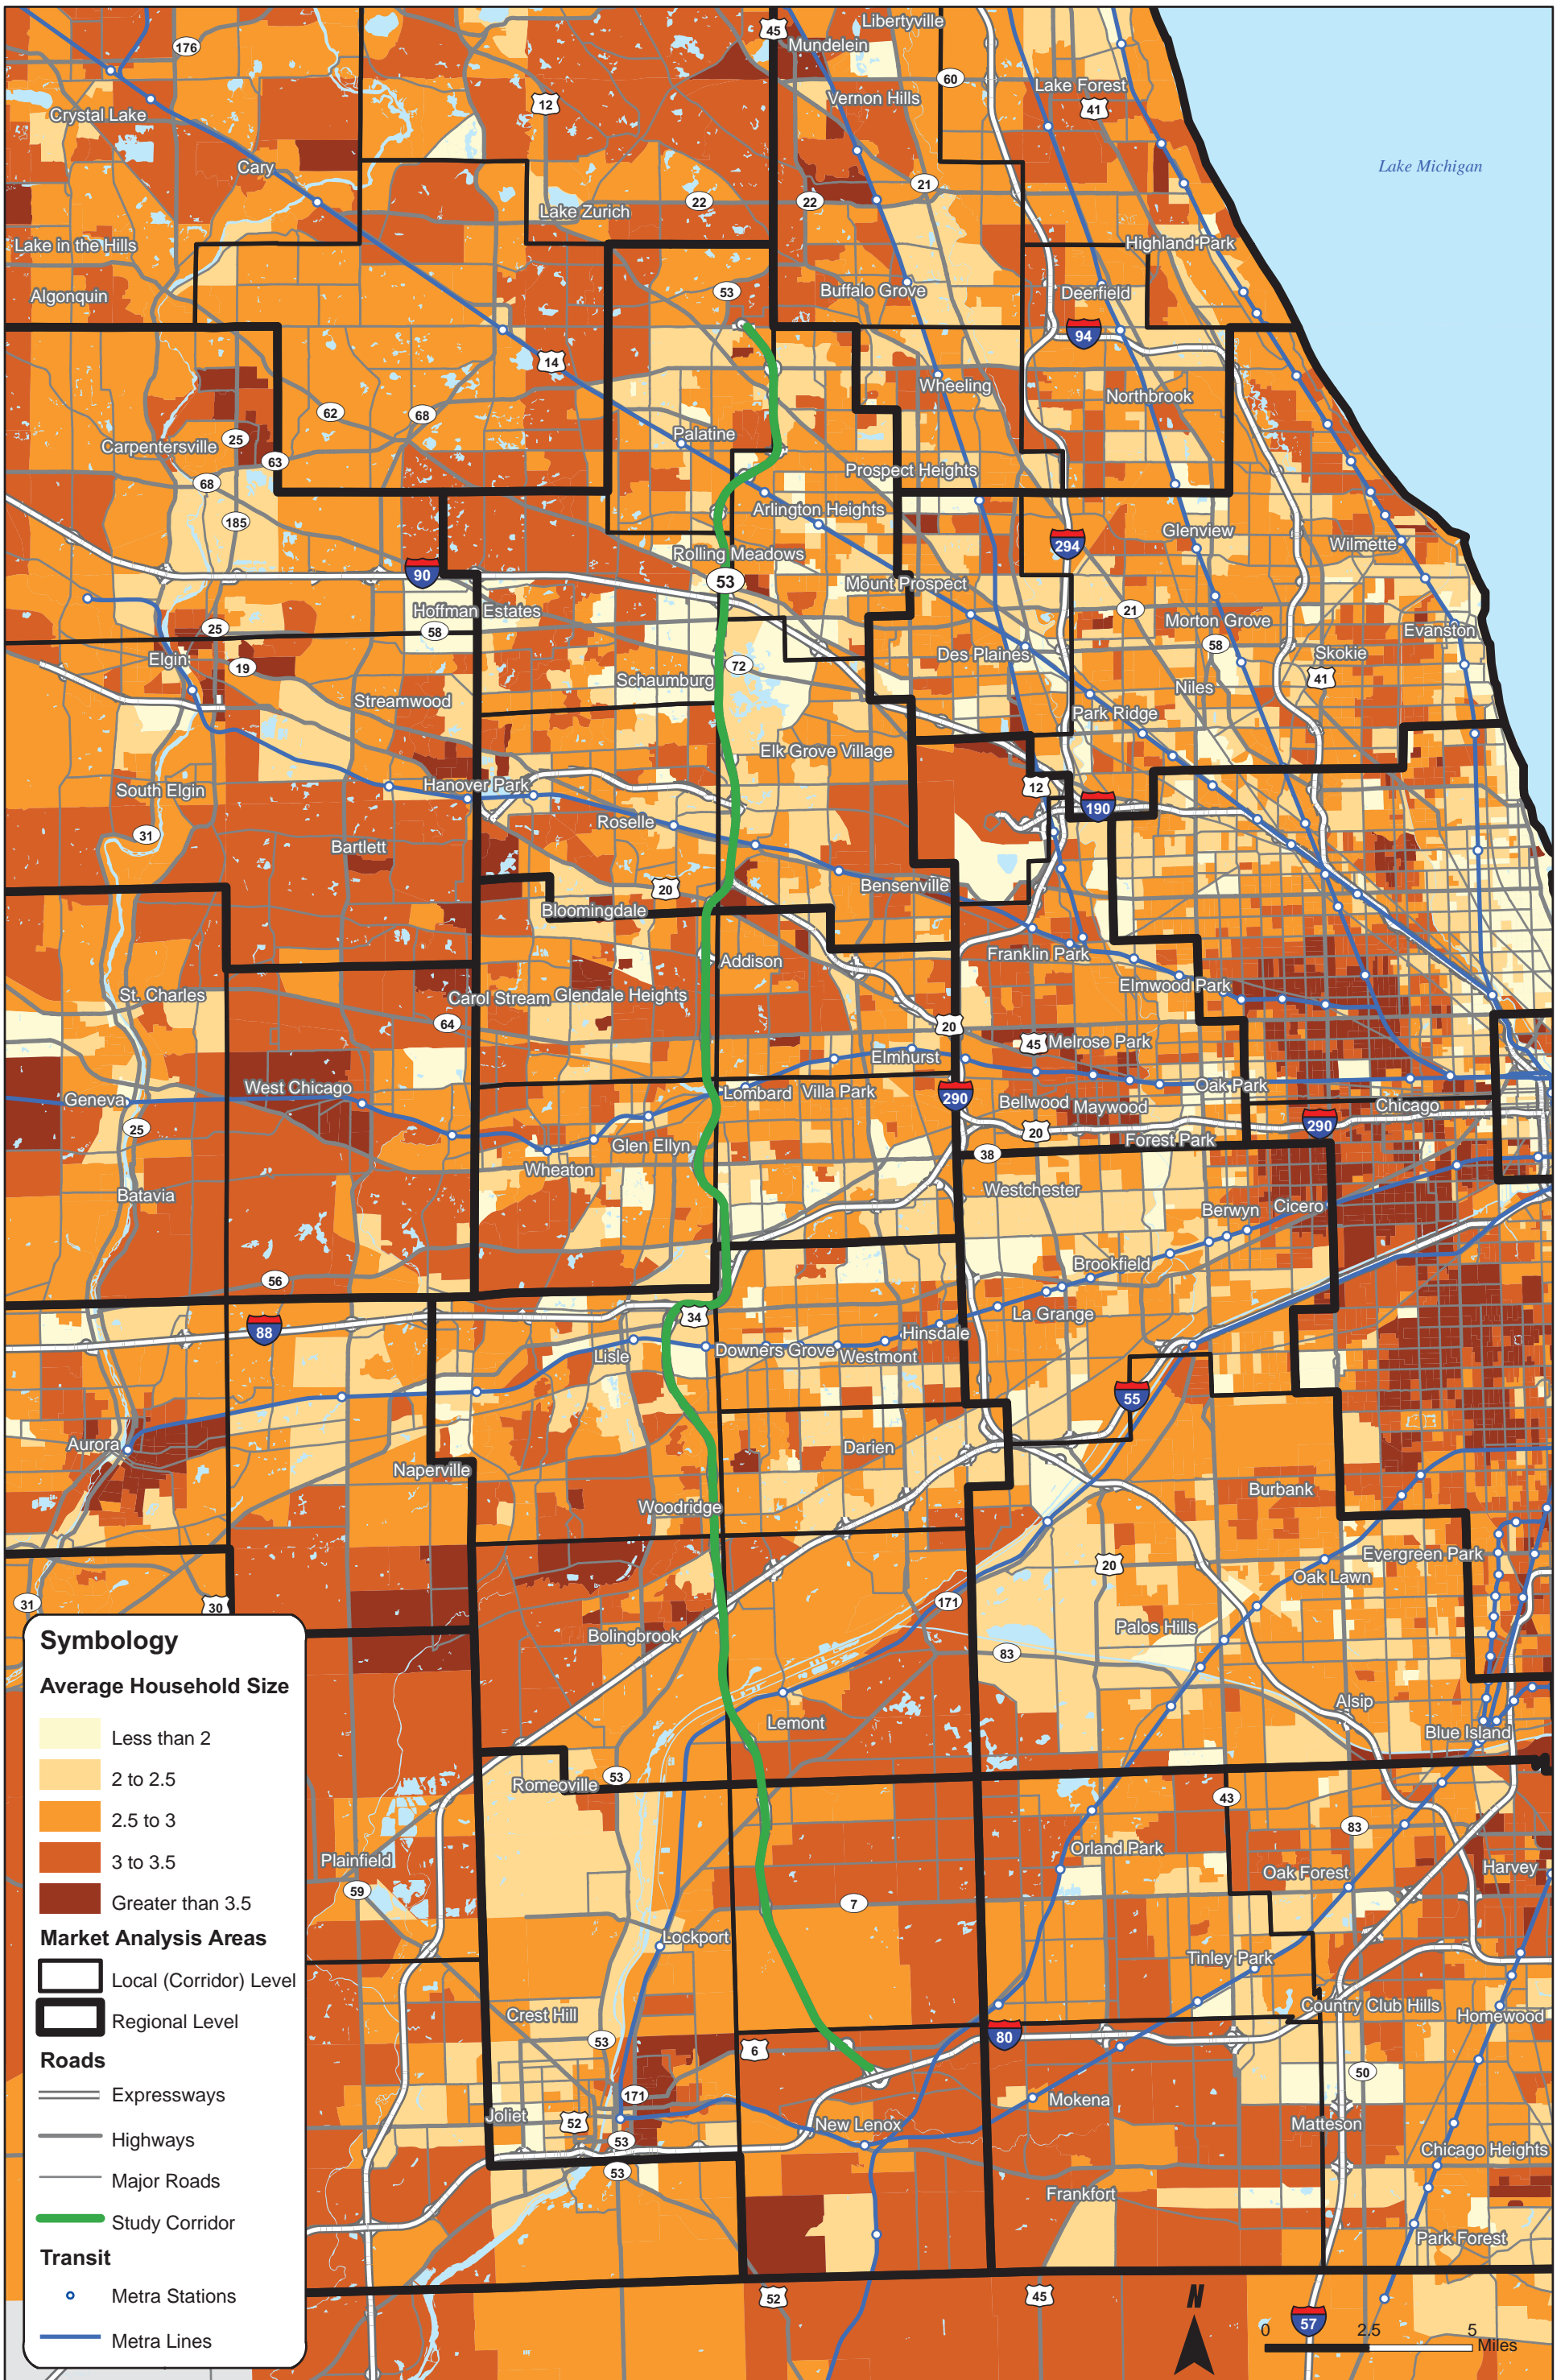 176
45
Libertyville
Mundelein
60
Lake Forest
41
Vernon Hills
12
Crystal Lake
Cary
Lake Michigan
21
22
22
Lake Zurich
Lake in the Hills
Highland Park
Algonquin
53
Buffalo Grove
Deerfield
94
14
Wheeling
Northbrook
62
68
25
Carpentersville
63
68
Palatine
Prospect Heights
185
Arlington Heights
Glenview
Wilmette
294
Rolling Meadows
90
53
Mount Prospect
Hoffman Estates
21
25
58
Morton Grove
Evanston
58
Skokie
Elgin
19
72
Des Plaines
41
Schaumburg
Niles
Streamwood
Park Ridge
Elk Grove Village
South Elgin
Hanover Park
12
190
Roselle
31
Bartlett
20
Bensenville
Bloomingdale
Addison
Franklin Park
Elmwood Park
St. Charles
Carol Stream
Glendale Heights
64
20
45
Melrose Park
Elmhurst
West Chicago
Oak Park
Geneva
Lombard
Villa Park
290
Bellwood
Maywood
Chicago
25
20
290
Glen Ellyn
Forest Park
38
Wheaton
Westchester
Batavia
Berwyn
Cicero
56
Brookfield
34
La Grange
88
Hinsdale
Lisle
Downers Grove
Westmont
55
Aurora
Darien
Naperville
Burbank
Woodridge
Evergreen Park
20
Oak Lawn
31
30
171
Bolingbrook
Palos Hills
83
Alsip
Lemont
Blue Island
53
Romeoville
43
83
Orland Park
Plainfield
Oak Forest
Harvey
59
7
Lockport
Tinley Park
Crest Hill
Country Club Hills
Homewood
53
6
80
50
171
Mokena
Joliet
52
New Lenox
Matteson
53
Chicago Heights
53
Frankfort
Park Forest
52
45
57
Symbology
Average Household Size
Less than 2
2 to 2.5
2.5 to 3
3 to 3.5
Greater than 3.5
Market Analysis Areas
Local (Corridor) Level
Regional Level
Roads
Expressways
Highways
Major Roads
Study Corridor
Transit
Metra Stations
Metra Lines
N
0 2.5 5
Miles